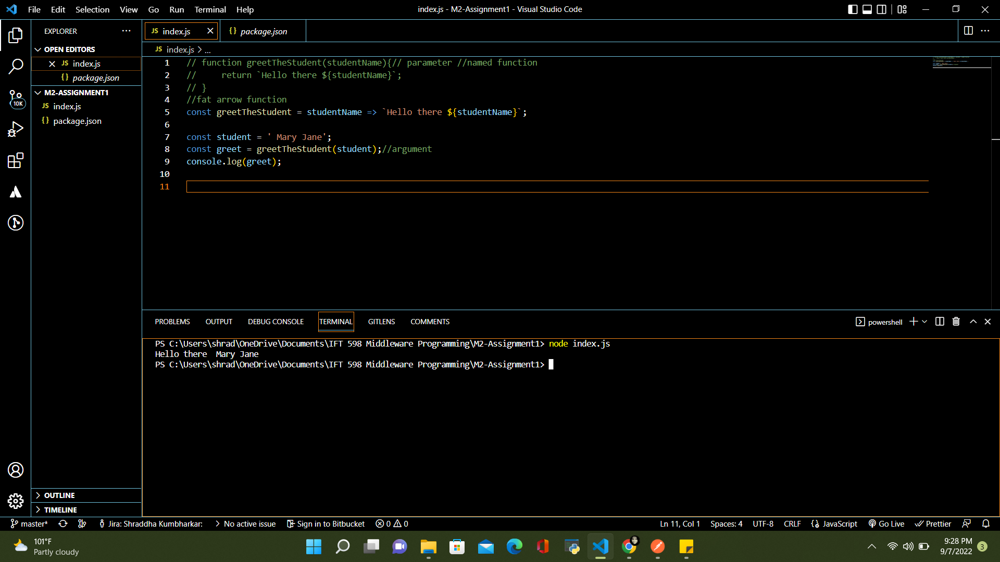 File Edit Selection View Go Run Terminal Help
index.js - M2-Assignment1 - Visual Studio Code
EXPLORER
JS index.js
{} package.json
OPEN EDITORS
JS index.js
{} package.json
M2-ASSIGNMENT1
JS index.js
{} package.json
10K
JS index.js > ...
1 // function greetTheStudent(studentName){// parameter //named function
2 //     return `Hello there ${studentName}`;
3 // }
4 //fat arrow function
5 const greetTheStudent = studentName => `Hello there ${studentName}`;
6
7 const student = ' Mary Jane';
8 const greet = greetTheStudent(student);//argument
9 console.log(greet);
10
11
PROBLEMS OUTPUT DEBUG CONSOLE TERMINAL GITLENS COMMENTS
powershell
PS C:\Users\shrad\OneDrive\Documents\IFT 598 Middleware Programming\M2-Assignment1> node index.js
Hello there  Mary Jane
PS C:\Users\shrad\OneDrive\Documents\IFT 598 Middleware Programming\M2-Assignment1>
OUTLINE
TIMELINE
master* Jira: Shraddha Kumbharkar: > No active issue Sign in to Bitbucket 0 0 Ln 11, Col 1 Spaces: 4 UTF-8 CRLF {} JavaScript Go Live Prettier
101°F
Partly cloudy
9:28 PM
9/7/2022
3